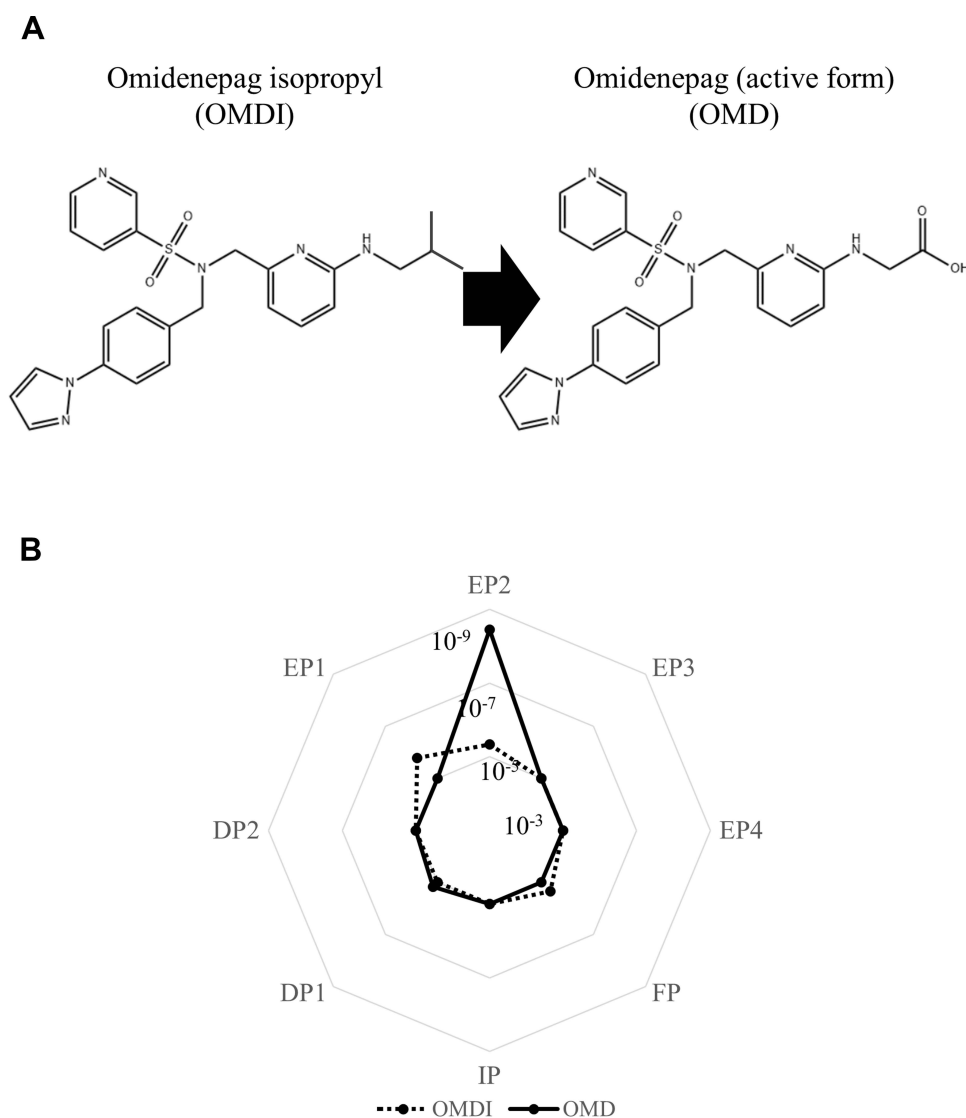 A
Omidenepag isopropyl
(OMDI)
Omidenepag (active form)
(OMD)
N
O
S
O
N
N
H
N
N
N
N
O
S
O
N
N
H
N
O
OH
N
N
B
EP2
10-9
EP1
EP3
10-7
10-5
DP2
10-3
EP4
DP1
FP
IP
OMDI
OMD